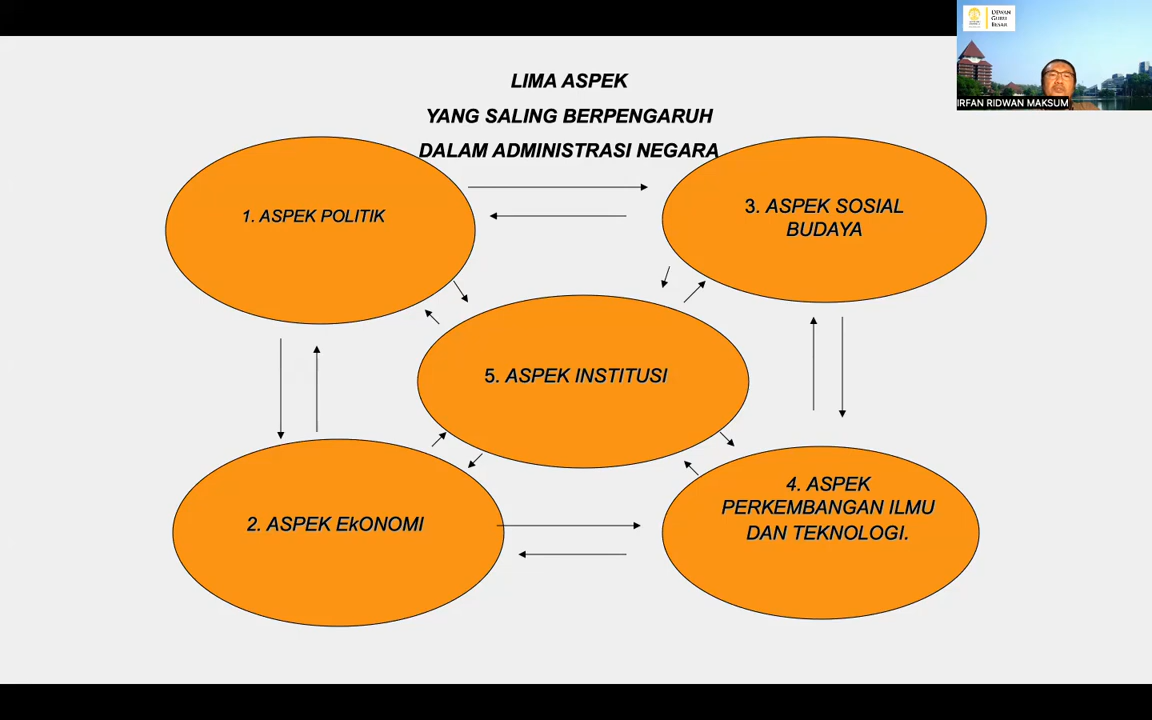 DEWAN
GURU
BESAR
IRFAN RIDWAN MAKSUM
LIMA ASPEK
YANG SALING BERPENGARUH
DALAM ADMINISTRASI NEGARA
1. ASPEK POLITIK
3. ASPEK SOSIAL
BUDAYA
5. ASPEK INSTITUSI
2. ASPEK EkONOMI
4. ASPEK
PERKEMBANGAN ILMU
DAN TEKNOLOGI.